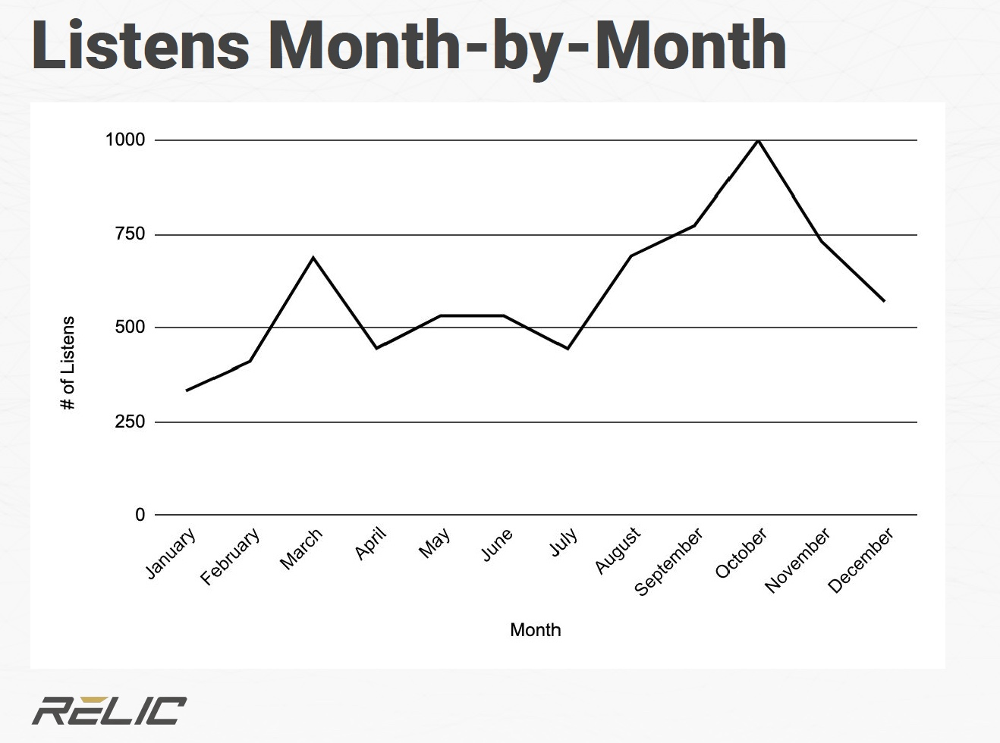 Listens Month-by-Month
1000
750
500
250
0
# of Listens
January
February
March
April
May
June
July
August
September
October
November
December
Month
RELIC